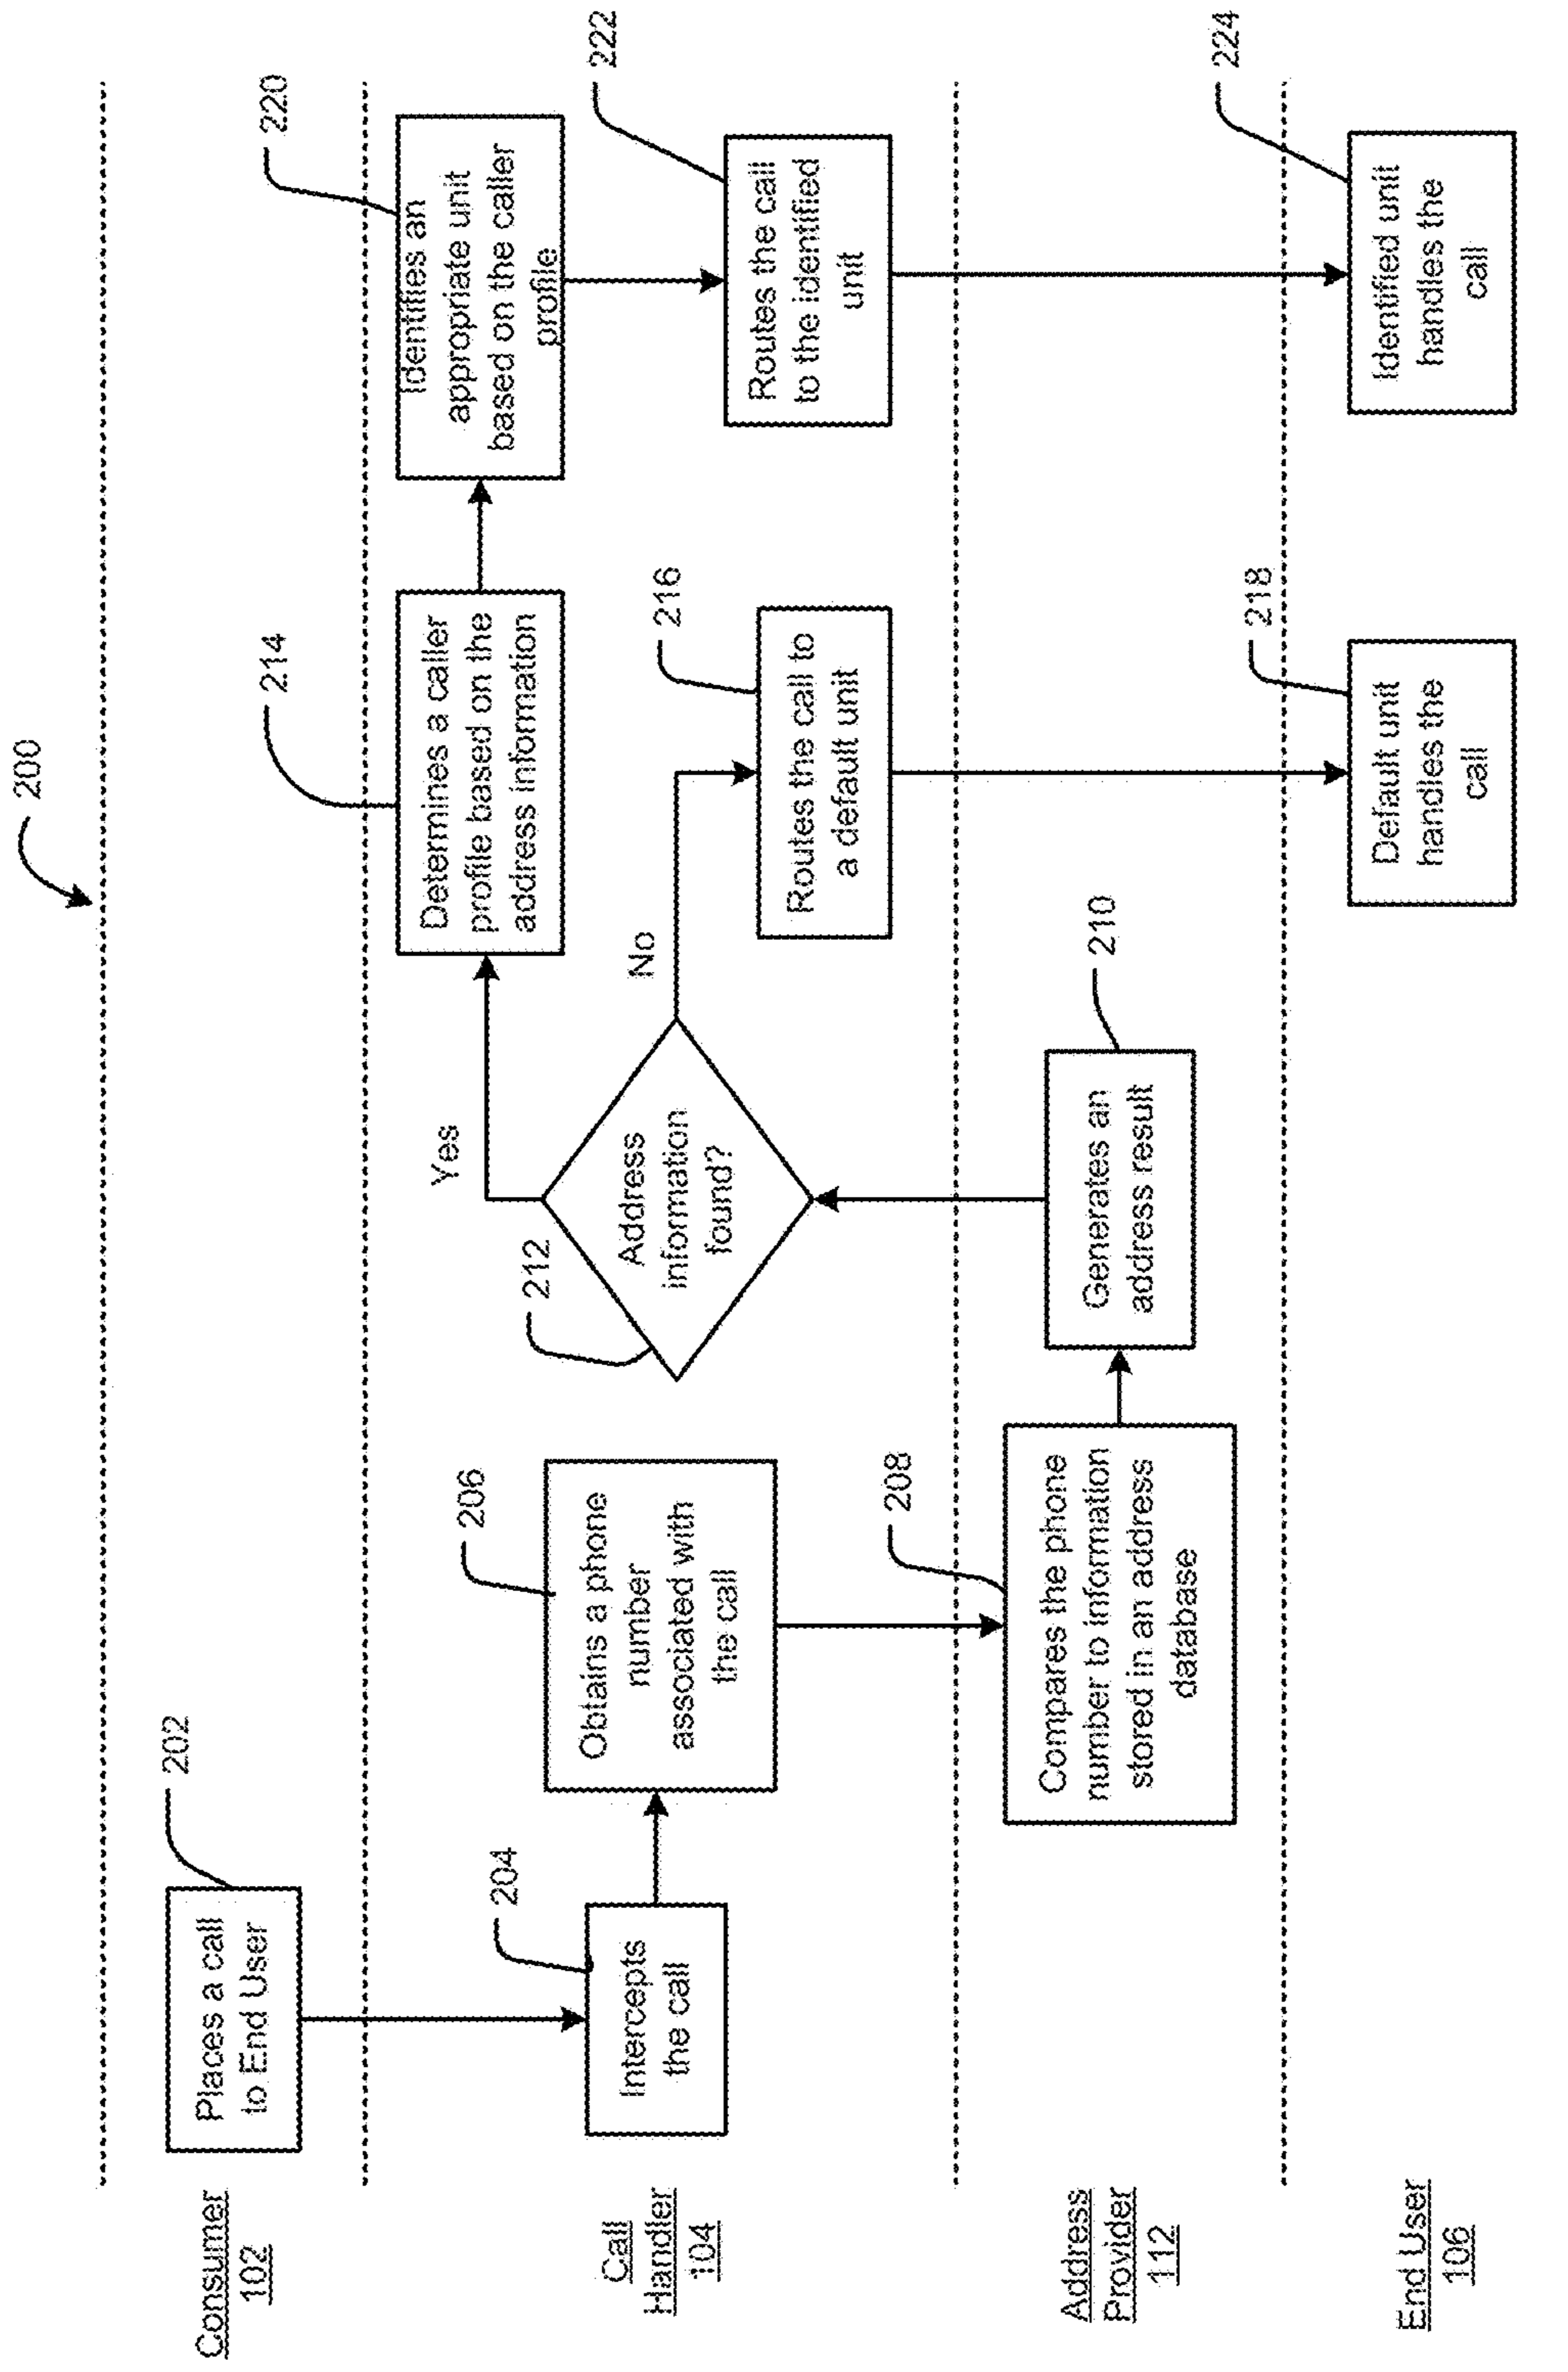 200
Consumer
102
Places a call
to End User
202
Call
Handler
104
Intercepts
the call
204
Obtains a phone
number
associated with
the call
206
Address
information
found?
212
Yes
No
Determines a caller
profile based on the
address information
214
Identifies an
appropriate unit
based on the caller
profile
220
Routes the call to
a default unit
216
Routes the call
to the identified
unit
222
Address
Provider
112
Compares the phone
number to information
stored in an address
database
208
Generates an
address result
210
End User
106
Default unit
handles the
call
218
Identified unit
handles the
call
224